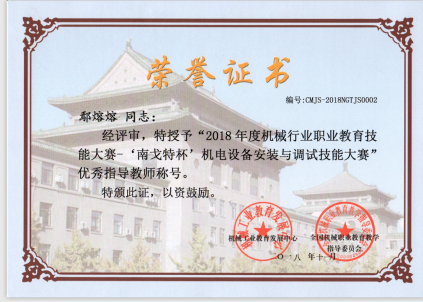 荣誉证书
编号:CMJS-2018NGTJS0002
鄢熔熔 同志:
经评审，特授予“2018年度机械行业职业教育技
能大赛-‘南戈特杯’机电设备安装与调试技能大赛”
优秀指导教师称号。
特颁此证，以资鼓励。
机械工业教育发展中心 全国机械职业教育教学
指导委员会
二〇一八年十月